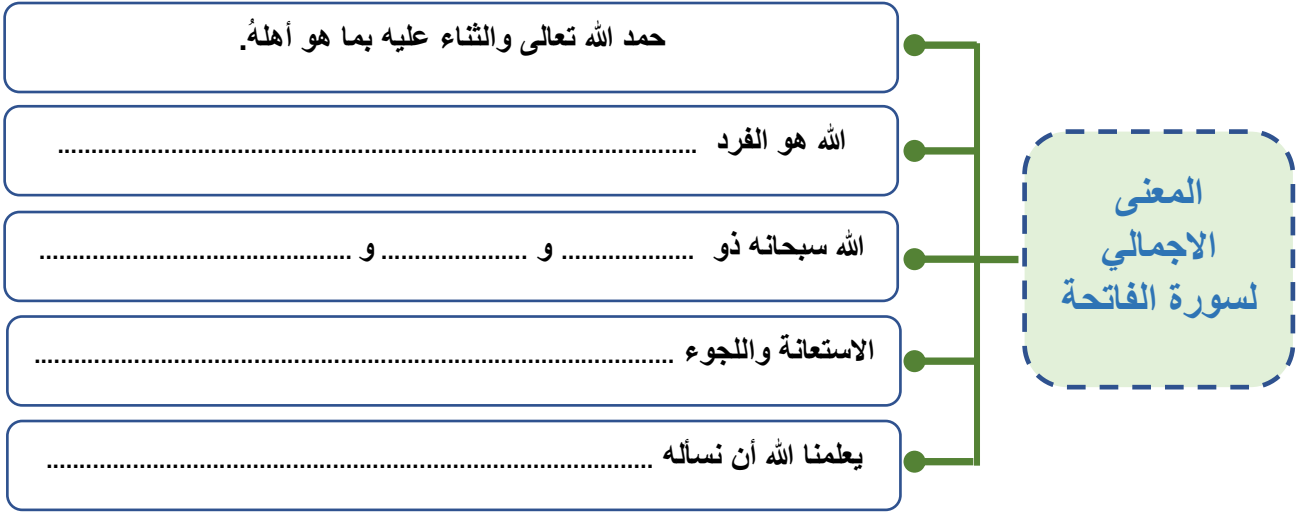 المعنى
الاجمالي
لسورة الفاتحة
حمد الله تعالى والثناء عليه بما هو أهلهُ.
الله هو الفرد ................................................................................................
الله سبحانه ذو .................... و ...................... و ...............................................
الاستعانة واللجوء ................................................................................................
يعلمنا الله أن نسأله ...........................................................................................